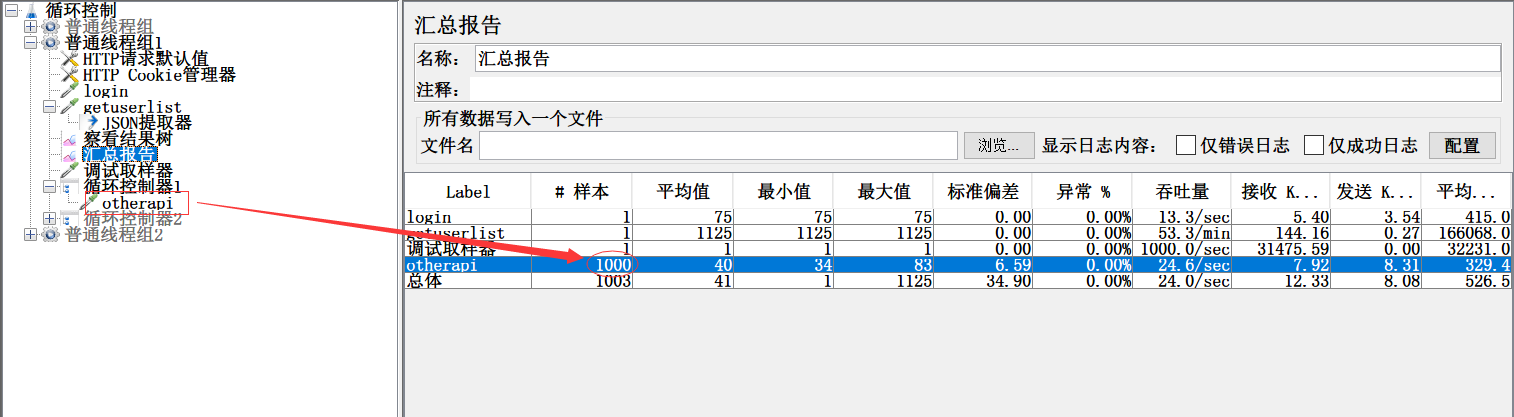 循环控制
普通线程组
普通线程组1
HTTP请求默认值
HTTP Cookie管理器
login
getuserlist
JSON提取器
察看结果树
汇总报告
调试取样器
循环控制器1
otherapi
循环控制器2
普通线程组2
汇总报告
名称： 汇总报告
注释：
所有数据写入一个文件
文件名 浏览... 显示日志内容： 仅错误日志 仅成功日志 配置
Label # 样本 平均值 最小值 最大值 标准偏差 异常 % 吞吐量 接收 K... 发送 K... 平均...
login 1 75 75 75 0.00 0.00% 13.3/sec 5.40 3.54 415.0
getuserlist 1 1125 1125 1125 0.00 0.00% 53.3/min 144.16 0.27 166068.0
调试取样器 1 1 1 1 0.00 0.00% 1000.0/sec 31475.59 0.00 32231.0
otherapi 1000 40 34 83 6.59 0.00% 24.6/sec 7.92 8.31 329.4
总体 1003 41 1 1125 34.90 0.00% 24.0/sec 12.33 8.08 526.5